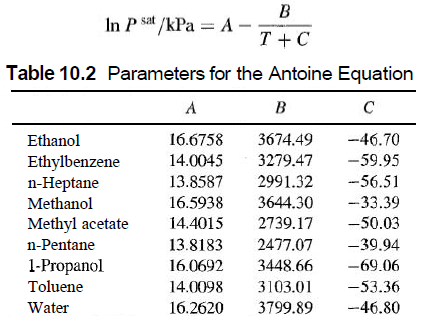 ln P sat /kPa = A − B / T + C
Table 10.2 Parameters for the Antoine Equation
A B C
Ethanol 16.6758 3674.49 −46.70
Ethylbenzene 14.0045 3279.47 −59.95
n-Heptane 13.8587 2991.32 −56.51
Methanol 16.5938 3644.30 −33.39
Methyl acetate 14.4015 2739.17 −50.03
n-Pentane 13.8183 2477.07 −39.94
1-Propanol 16.0692 3448.66 −69.06
Toluene 14.0098 3103.01 −53.36
Water 16.2620 3799.89 −46.80